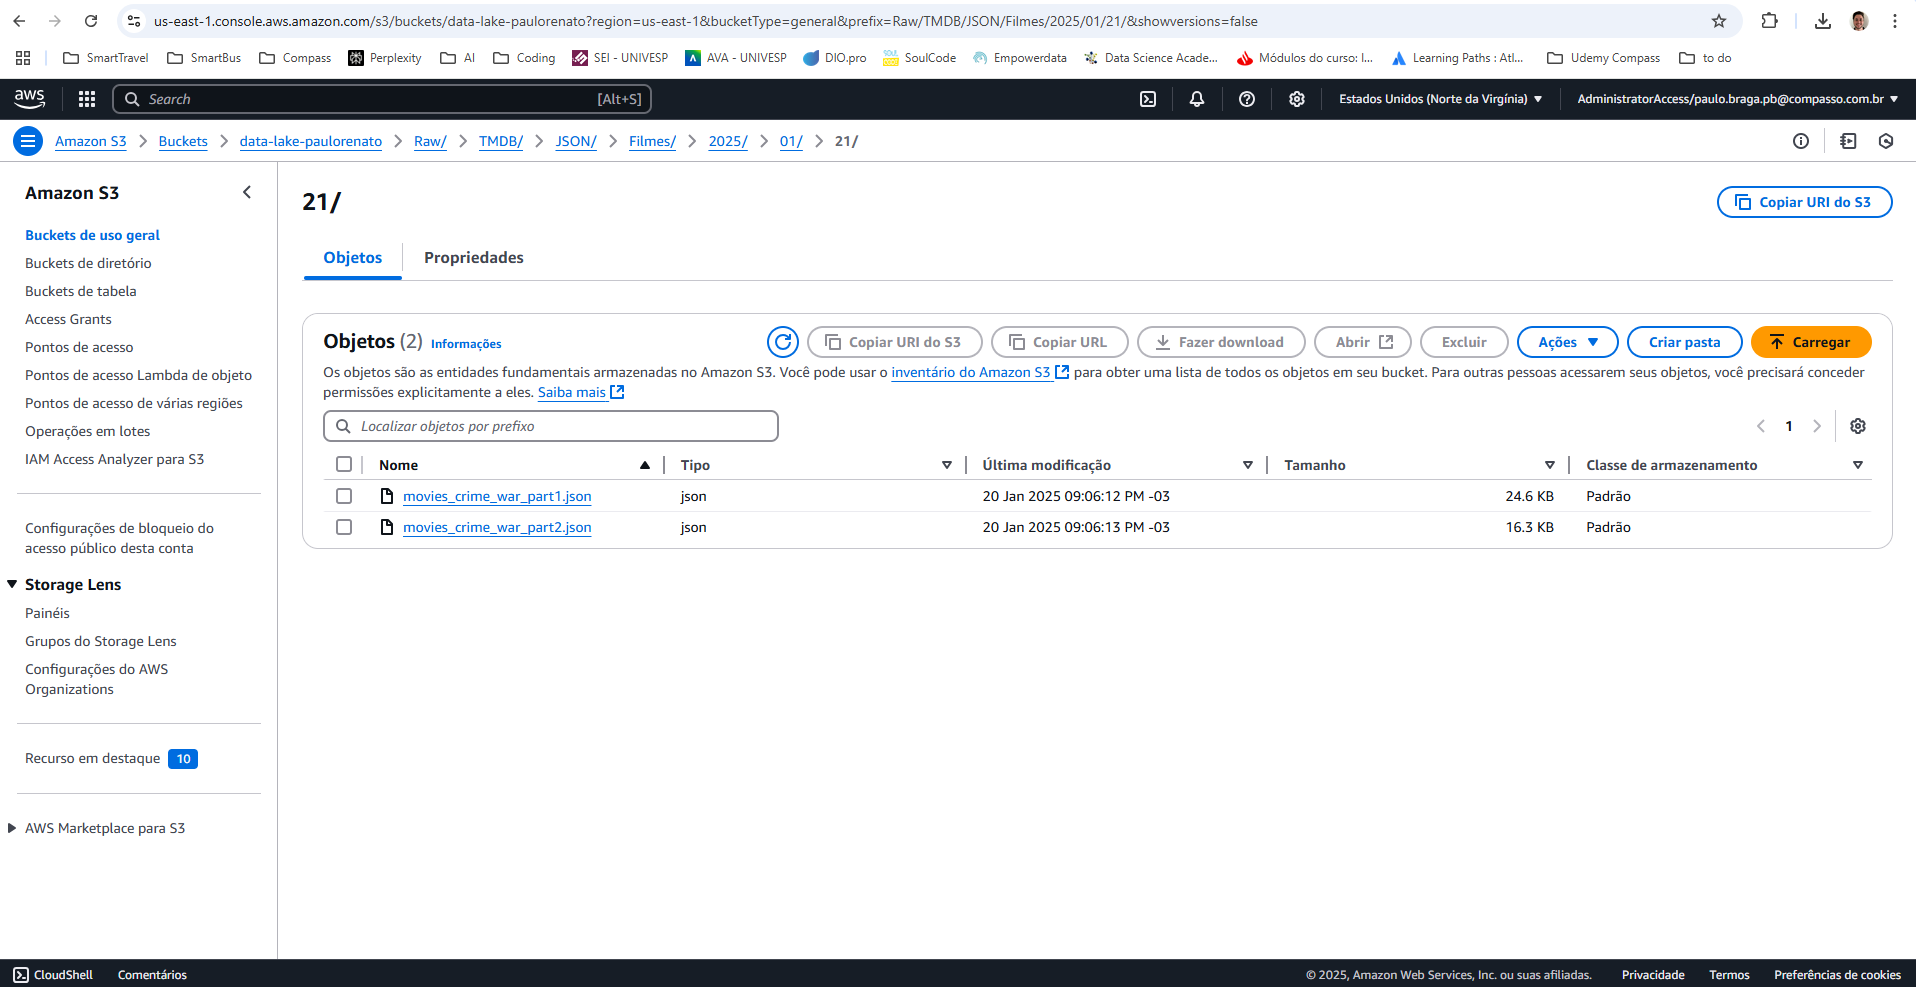 us-east-1.console.aws.amazon.com/s3/buckets/data-lake-paulorenato?region=us-east-1&bucketType=general&prefix=Raw/TMDB/JSON/Filmes/2025/01/21/&showversions=false
SmartTravel SmartBus Compass Perplexity AI Coding SEI - UNIVESP AVA - UNIVESP DIO.pro SoulCode Empowerdata Data Science Acade... Módulos do curso: I... Learning Paths : Atl... Udemy Compass to do
aws Search [Alt+S] Estados Unidos (Norte da Virgínia) AdministratorAccess/paulo.braga.pb@compasso.com.br
Amazon S3 Buckets data-lake-paulorenato Raw/ TMDB/ JSON/ Filmes/ 2025/ 01/ 21/
Amazon S3
Buckets de uso geral
Buckets de diretório
Buckets de tabela
Access Grants
Pontos de acesso
Pontos de acesso Lambda de objeto
Pontos de acesso de várias regiões
Operações em lotes
IAM Access Analyzer para S3
Configurações de bloqueio do
acesso público desta conta
Storage Lens
Painéis
Grupos do Storage Lens
Configurações do AWS
Organizations
Recurso em destaque 10
AWS Marketplace para S3
21/
Copiar URI do S3
Objetos Propriedades
Objetos (2) Informações Copiar URI do S3 Copiar URL Fazer download Abrir Excluir Ações Criar pasta Carregar
Os objetos são as entidades fundamentais armazenadas no Amazon S3. Você pode usar o inventário do Amazon S3 para obter uma lista de todos os objetos em seu bucket. Para outras pessoas acessarem seus objetos, você precisará conceder
permissões explicitamente a eles. Saiba mais
Localizar objetos por prefixo 1
Nome Tipo Última modificação Tamanho Classe de armazenamento
movies_crime_war_part1.json json 20 Jan 2025 09:06:12 PM -03 24.6 KB Padrão
movies_crime_war_part2.json json 20 Jan 2025 09:06:13 PM -03 16.3 KB Padrão
CloudShell Comentários © 2025, Amazon Web Services, Inc. ou suas afiliadas. Privacidade Termos Preferências de cookies